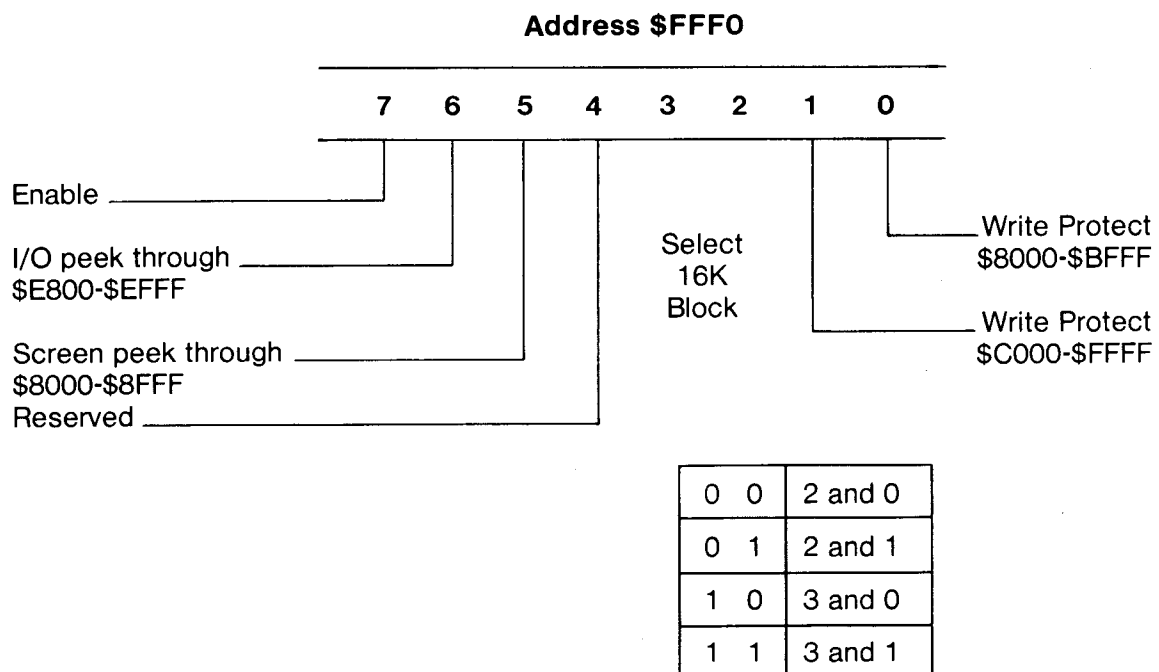 Address $FFF0
7 6 5 4 3 2 1 0
Enable
I/O peek through
$E800-$EFFF
Screen peek through
$8000-$8FFF
Reserved
Select
16K
Block
Write Protect
$8000-$BFFF
Write Protect
$C000-$FFFF
0 0 2 and 0
0 1 2 and 1
1 0 3 and 0
1 1 3 and 1